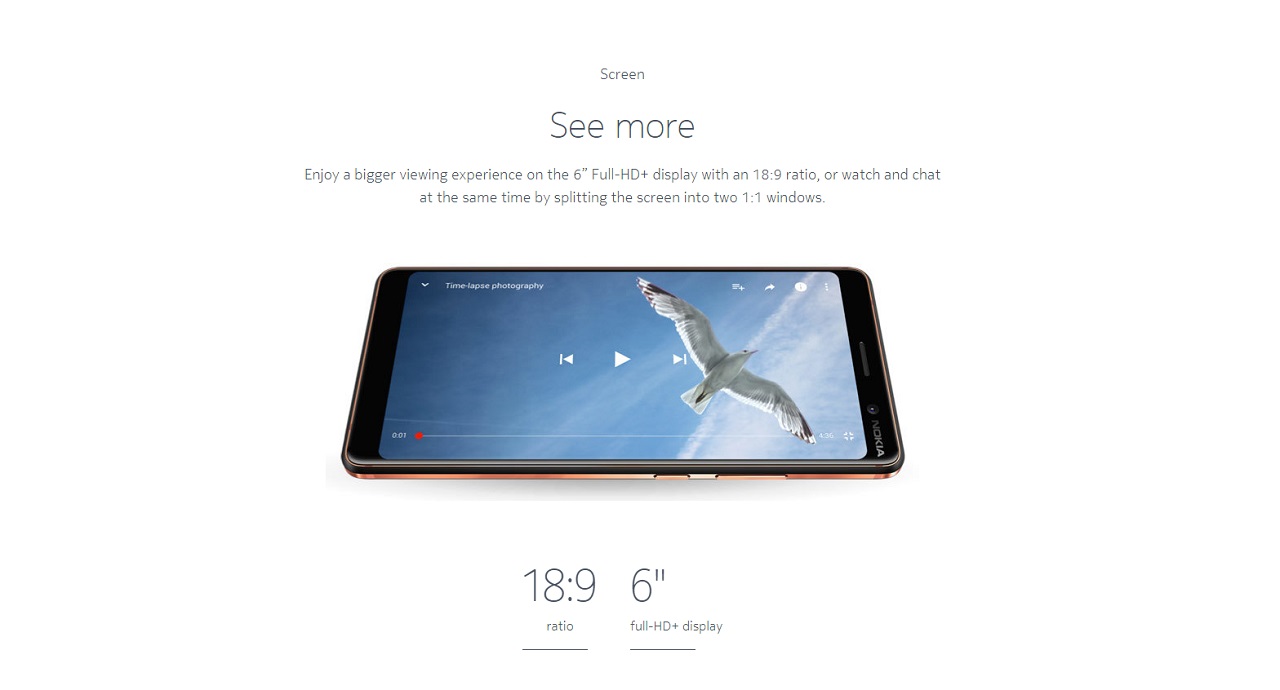 Screen
See more
Enjoy a bigger viewing experience on the 6” Full-HD+ display with an 18:9 ratio, or watch and chat
at the same time by splitting the screen into two 1:1 windows.
Time-lapse photography
0:01
4:36
NOKIA
18:9
6"
ratio
full-HD+ display